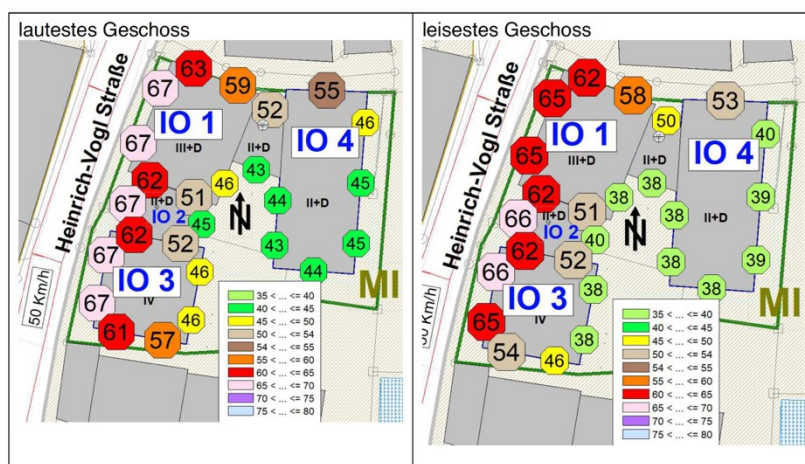 lautestes Geschoss
Heinrich-Vogl Straße
50 Km/h
63
59
55
67
52
46
IO 1
IO 4
67
III+D
II+D
43
62
46
45
67
II+D
51
44
II+D
IO 2
45
N
62
52
43
45
67
46
44
IO 3
MI
67
IV
46
61
57
35 < ... <= 40
40 < ... <= 45
45 < ... <= 50
50 < ... <= 54
54 < ... <= 55
55 < ... <= 60
60 < ... <= 65
65 < ... <= 70
70 < ... <= 75
75 < ... <= 80
leisestes Geschoss
Heinrich-Vogl Straße
Km/h
62
58
53
65
50
40
IO 1
IO 4
65
III+D
II+D
38
62
38
39
66
II+D
51
38
II+D
IO 2
40
N
62
52
38
39
66
38
38
IO 3
MI
65
IV
38
54
46
35 < ... <= 40
40 < ... <= 45
45 < ... <= 50
50 < ... <= 54
54 < ... <= 55
55 < ... <= 60
60 < ... <= 65
65 < ... <= 70
70 < ... <= 75
75 < ... <= 80